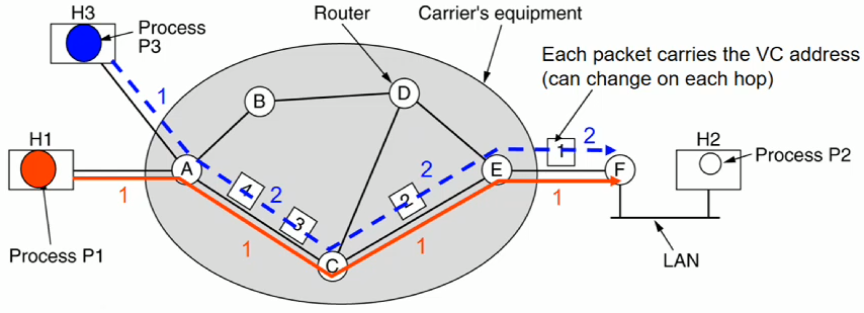 H3
Process
P3
Router
Carrier's equipment
Each packet carries the VC address
(can change on each hop)
1
B
D
H1
A
4
2
3
2
2
E
1
2
F
H2
Process P2
1
1
C
1
1
Process P1
LAN